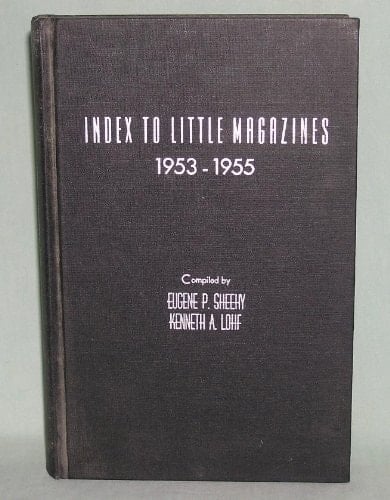 INDEX TO LITTLE MAGAZINES
1953 - 1955
Compiled by
EUGENE P. SHEEHY
KENNETH A. LOHF